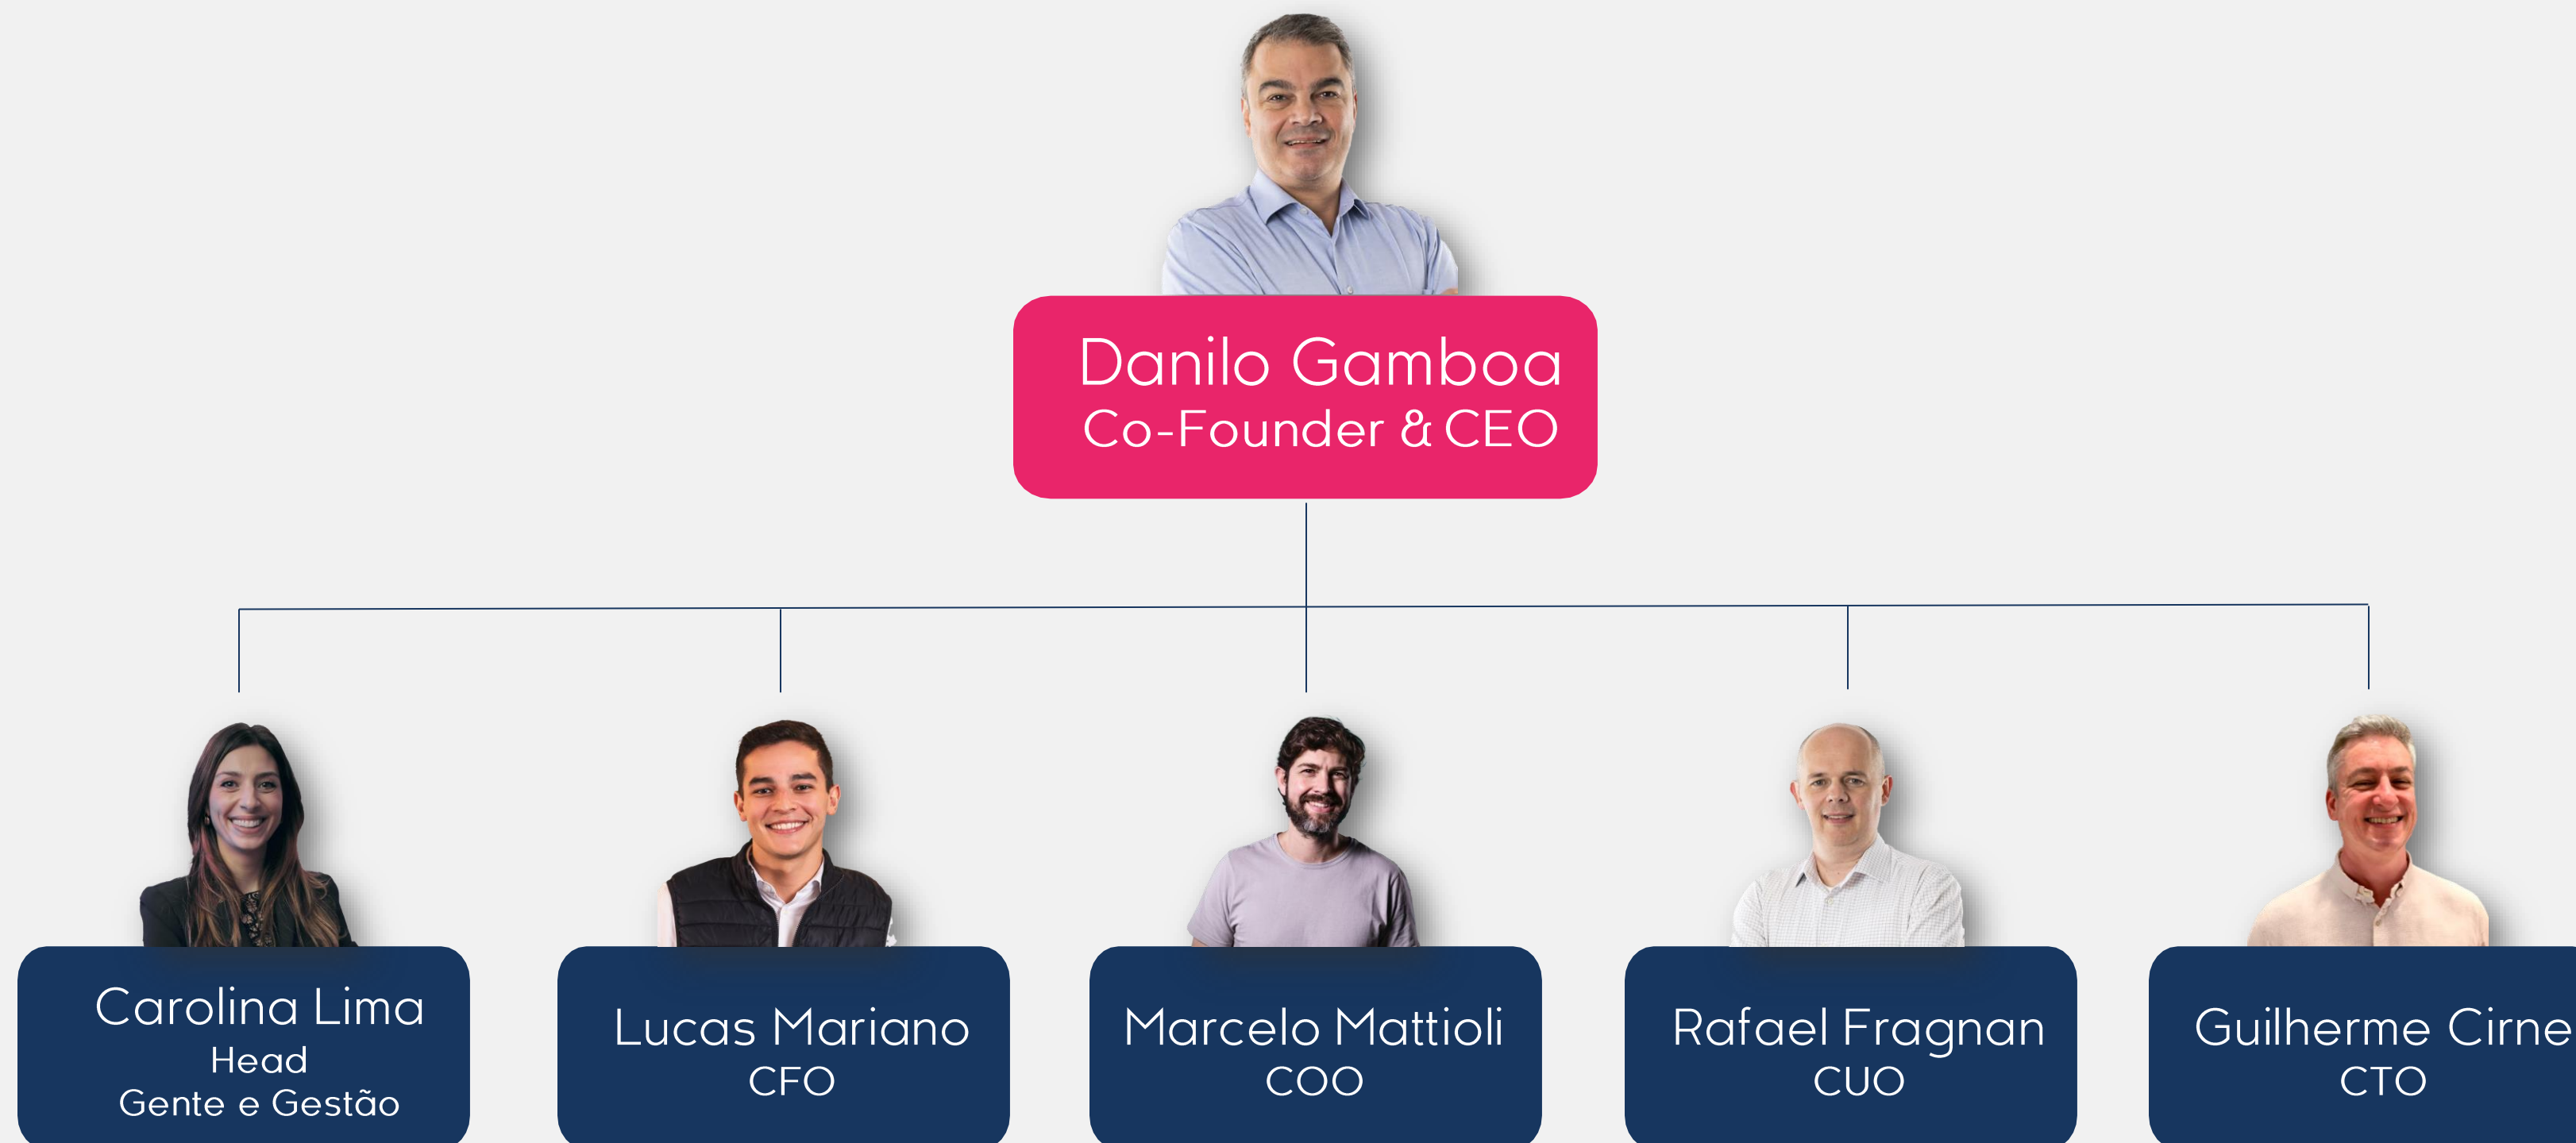 Danilo Gamboa
Co-Founder & CEO
Carolina Lima
Head
Gente e Gestão
Lucas Mariano
CFO
Marcelo Mattioli
COO
Rafael Fragnan
CUO
Guilherme Cirne
CTO